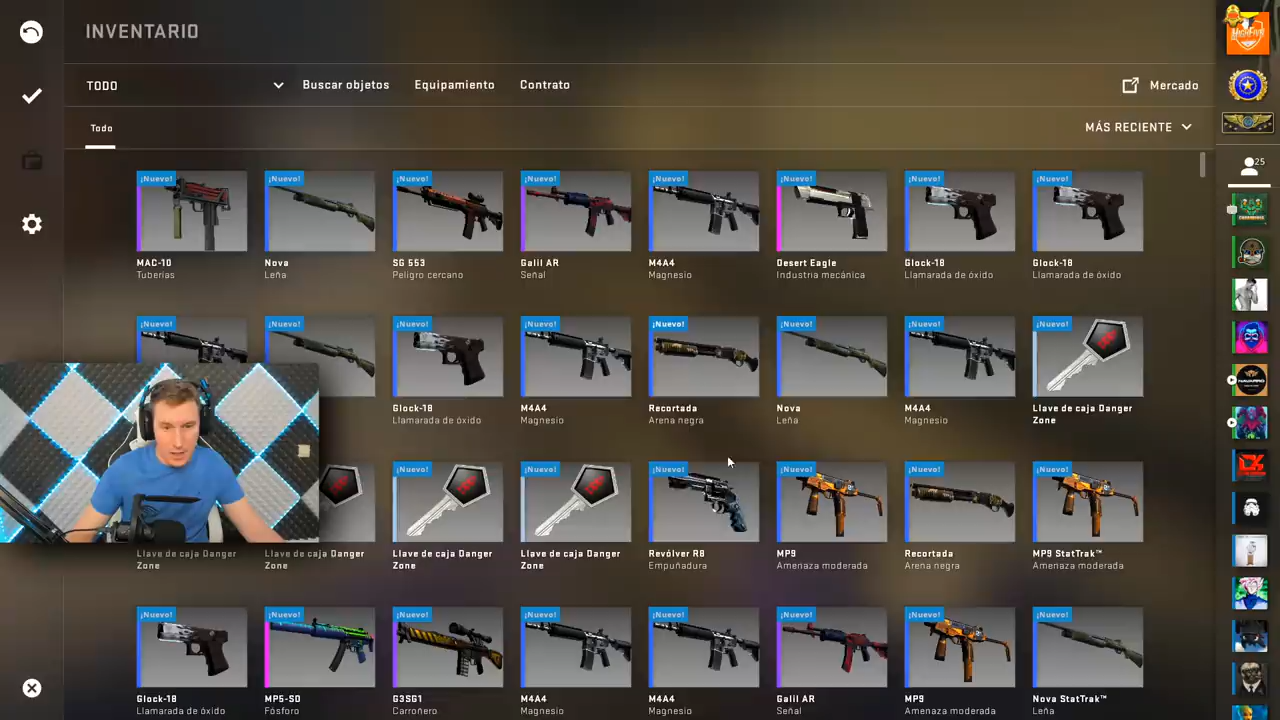 INVENTARIO
TODO
Buscar objetos
Equipamiento
Contrato
Mercado
Todo
MÁS RECIENTE
25
¡Nuevo! ¡Nuevo! ¡Nuevo! ¡Nuevo! ¡Nuevo! ¡Nuevo! ¡Nuevo! ¡Nuevo!
MAC-10 Nova SG 553 Galil AR M4A4 Desert Eagle Glock-18 Glock-18
Tuberías Leña Peligro cercano Señal Magnesio Industria mecánica Llamarada de óxido Llamarada de óxido
¡Nuevo! ¡Nuevo! ¡Nuevo! ¡Nuevo! ¡Nuevo! ¡Nuevo! ¡Nuevo! ¡Nuevo!
Glock-18 M4A4 Recortada Nova M4A4 Llave de caja Danger
Llamarada de óxido Magnesio Arena negra Leña Magnesio Zone
¡Nuevo! ¡Nuevo! ¡Nuevo! ¡Nuevo! ¡Nuevo! ¡Nuevo!
Llave de caja Danger Llave de caja Danger Llave de caja Danger Llave de caja Danger Revólver R8 MP9 Recortada MP9 StatTrak™
Zone Zone Zone Zone Empuñadura Amenaza moderada Arena negra Amenaza moderada
¡Nuevo! ¡Nuevo! ¡Nuevo! ¡Nuevo! ¡Nuevo! ¡Nuevo! ¡Nuevo! ¡Nuevo!
Glock-18 MP5-SD G3SG1 M4A4 M4A4 Galil AR MP9 Nova StatTrak™
Llamarada de óxido Fósforo Carroñero Magnesio Magnesio Señal Amenaza moderada Leña